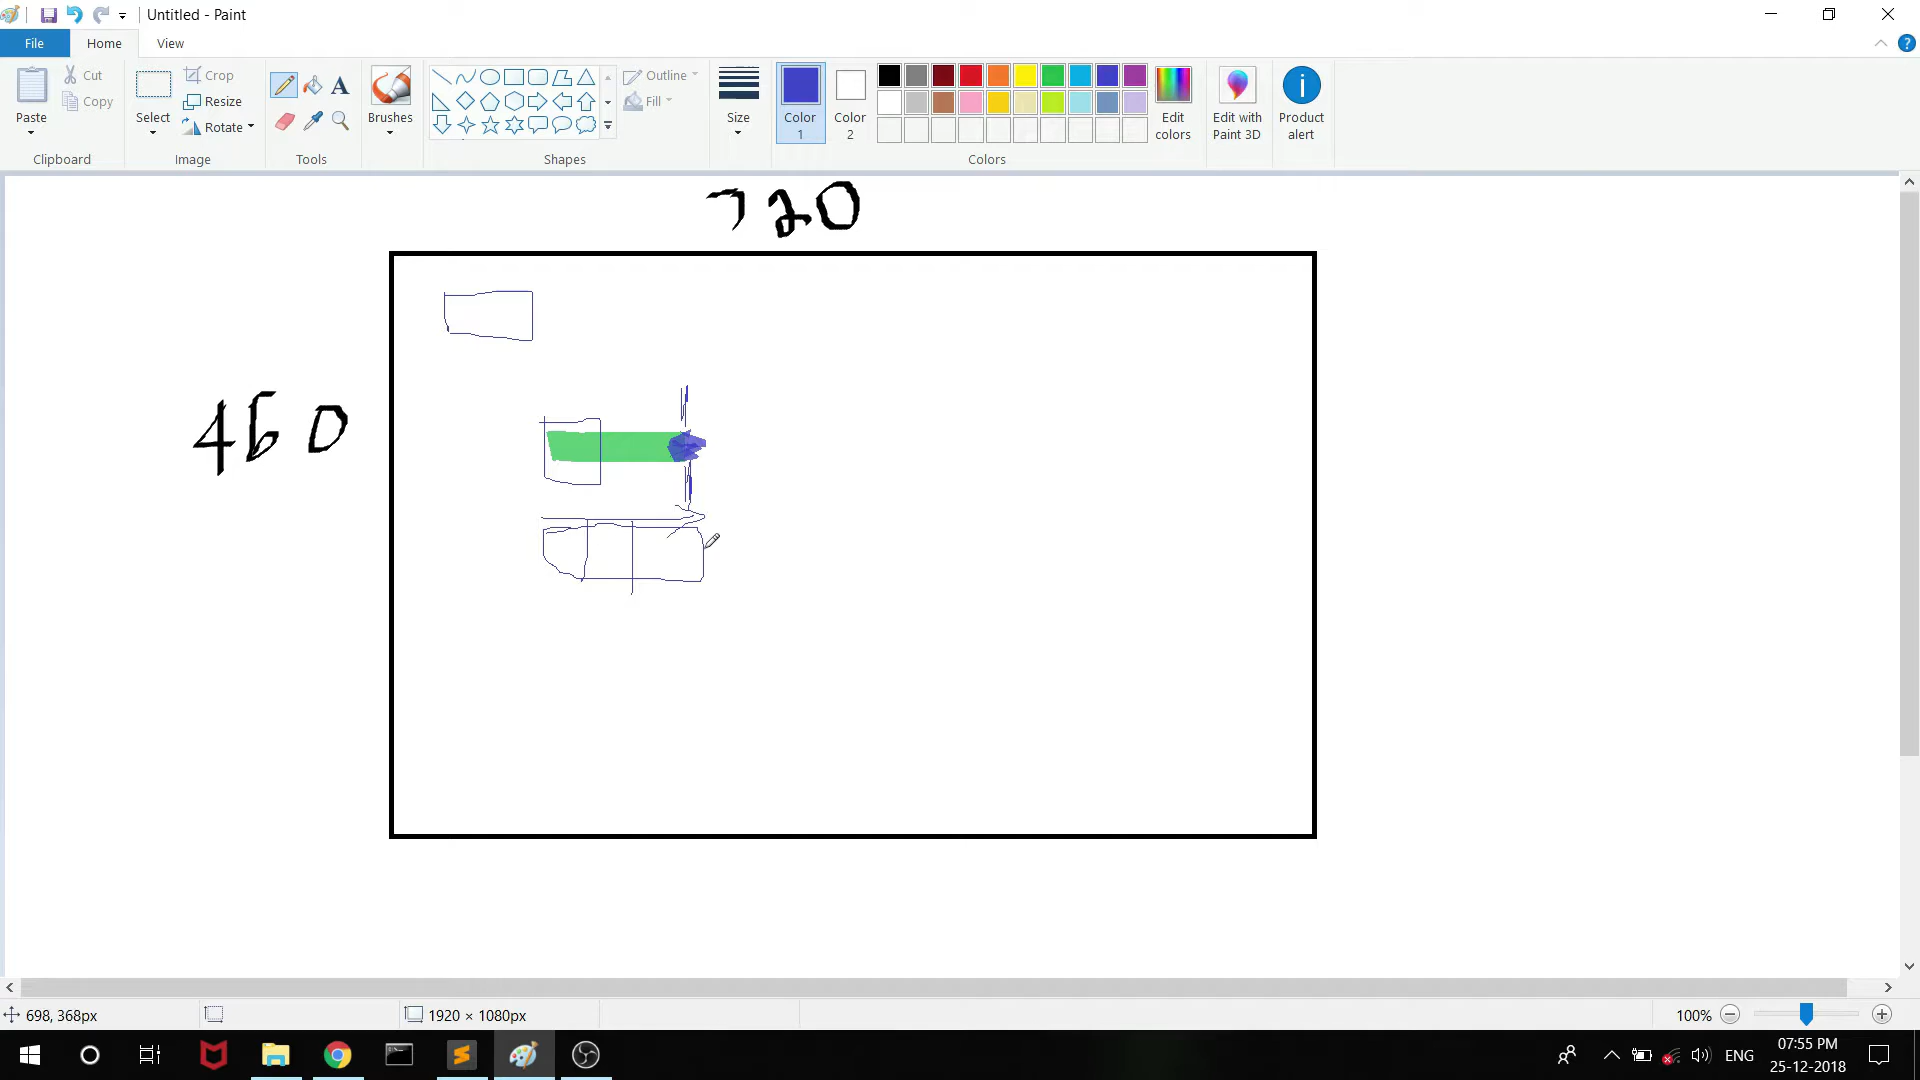 Untitled - Paint
File Home View
Paste
Cut
Copy
Clipboard
Select
Crop
Resize
Rotate
Image
Tools
Brushes
Shapes
Outline
Fill
Size
Color 1
Color 2
Colors
Edit colors
Edit with Paint 3D
Product alert
720
460
698, 368px
1920 × 1080px
100%
ENG
07:55 PM
25-12-2018